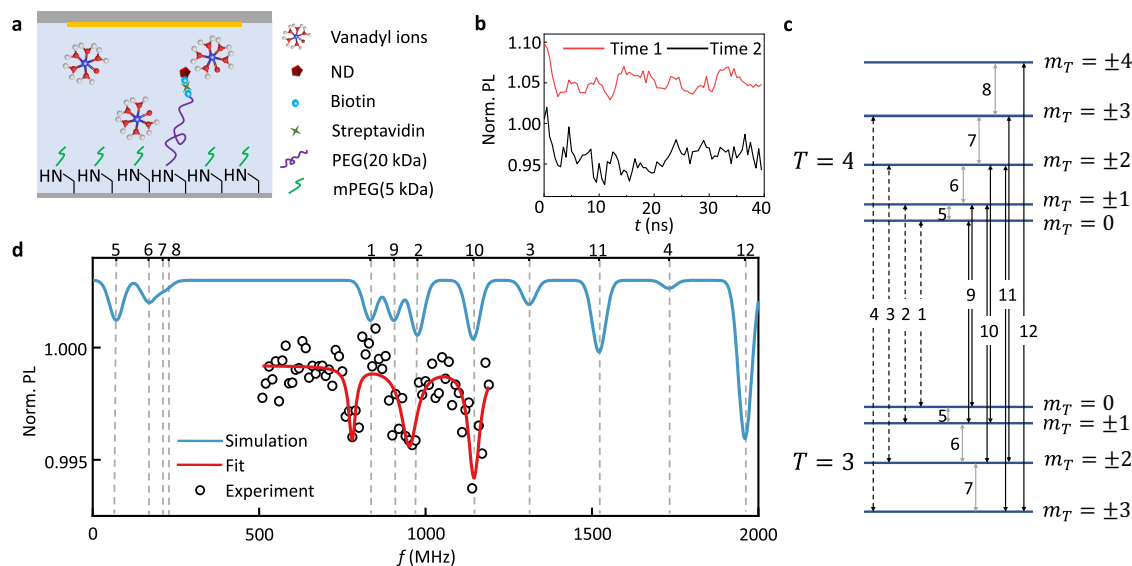 a
Vanadyl ions
ND
Biotin
Streptavidin
PEG(20 kDa)
mPEG(5 kDa)
HN HN HN HN HN HN
b
Time 1 Time 2
Norm. PL
1.10
1.05
1.00
0.95
0 10 20 30 40
t (ns)
c
m_T = ±4
8
m_T = ±3
7
T = 4
m_T = ±2
6
m_T = ±1
5
m_T = 0
9 11
4 3 2 1 10 12
m_T = 0
5
m_T = ±1
6
T = 3
m_T = ±2
7
m_T = ±3
d
5 6 7 8 1 9 2 10 3 11 4 12
Norm. PL
1.000
0.995
Simulation
Fit
Experiment
0 500 1000 1500 2000
f (MHz)